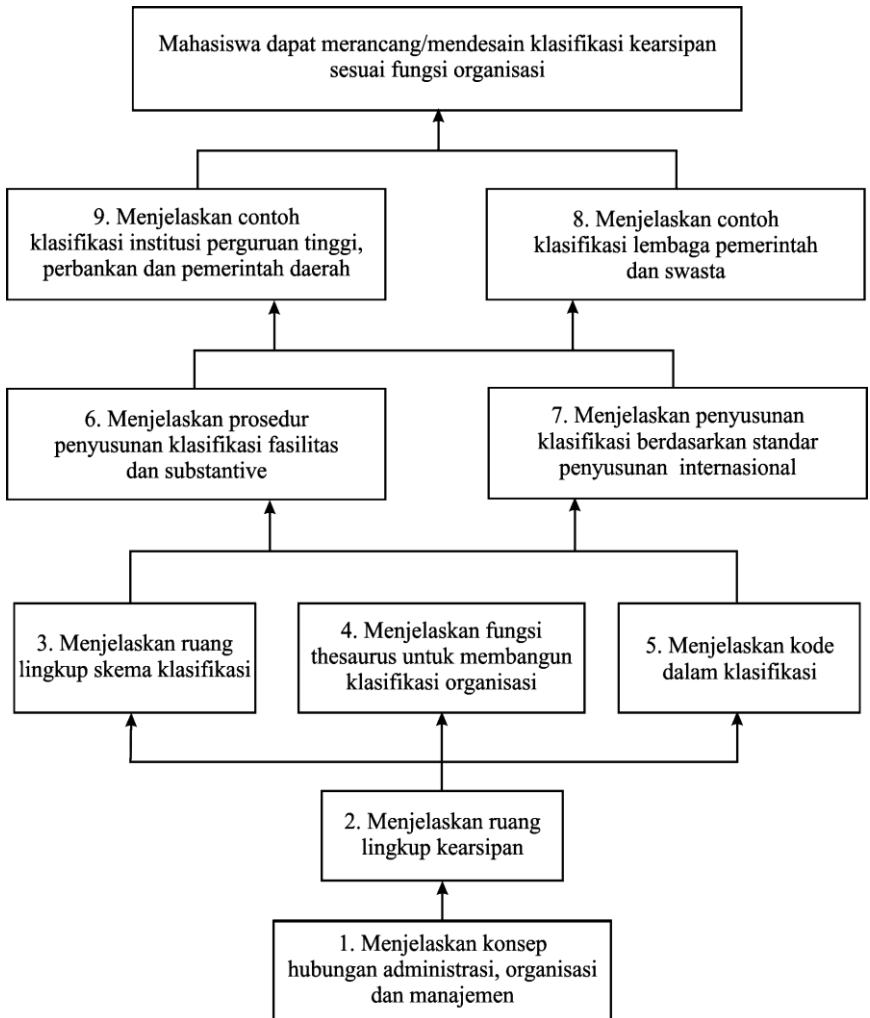 Mahasiswa dapat merancang/mendesain klasifikasi kearsipan
sesuai fungsi organisasi
9. Menjelaskan contoh
klasifikasi institusi perguruan tinggi,
perbankan dan pemerintah daerah
8. Menjelaskan contoh
klasifikasi lembaga pemerintah
dan swasta
6. Menjelaskan prosedur
penyusunan klasifikasi fasilitas
dan substantive
7. Menjelaskan penyusunan
klasifikasi berdasarkan standar
penyusunan internasional
3. Menjelaskan ruang
lingkup skema klasifikasi
4. Menjelaskan fungsi
thesaurus untuk membangun
klasifikasi organisasi
5. Menjelaskan kode
dalam klasifikasi
2. Menjelaskan ruang
lingkup kearsipan
1. Menjelaskan konsep
hubungan administrasi, organisasi
dan manajemen